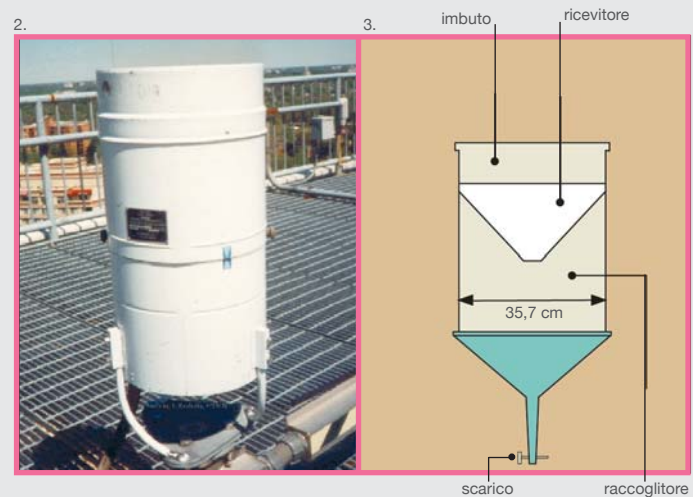 2.
3.
imbuto
ricevitore
35,7 cm
scarico
raccoglitore